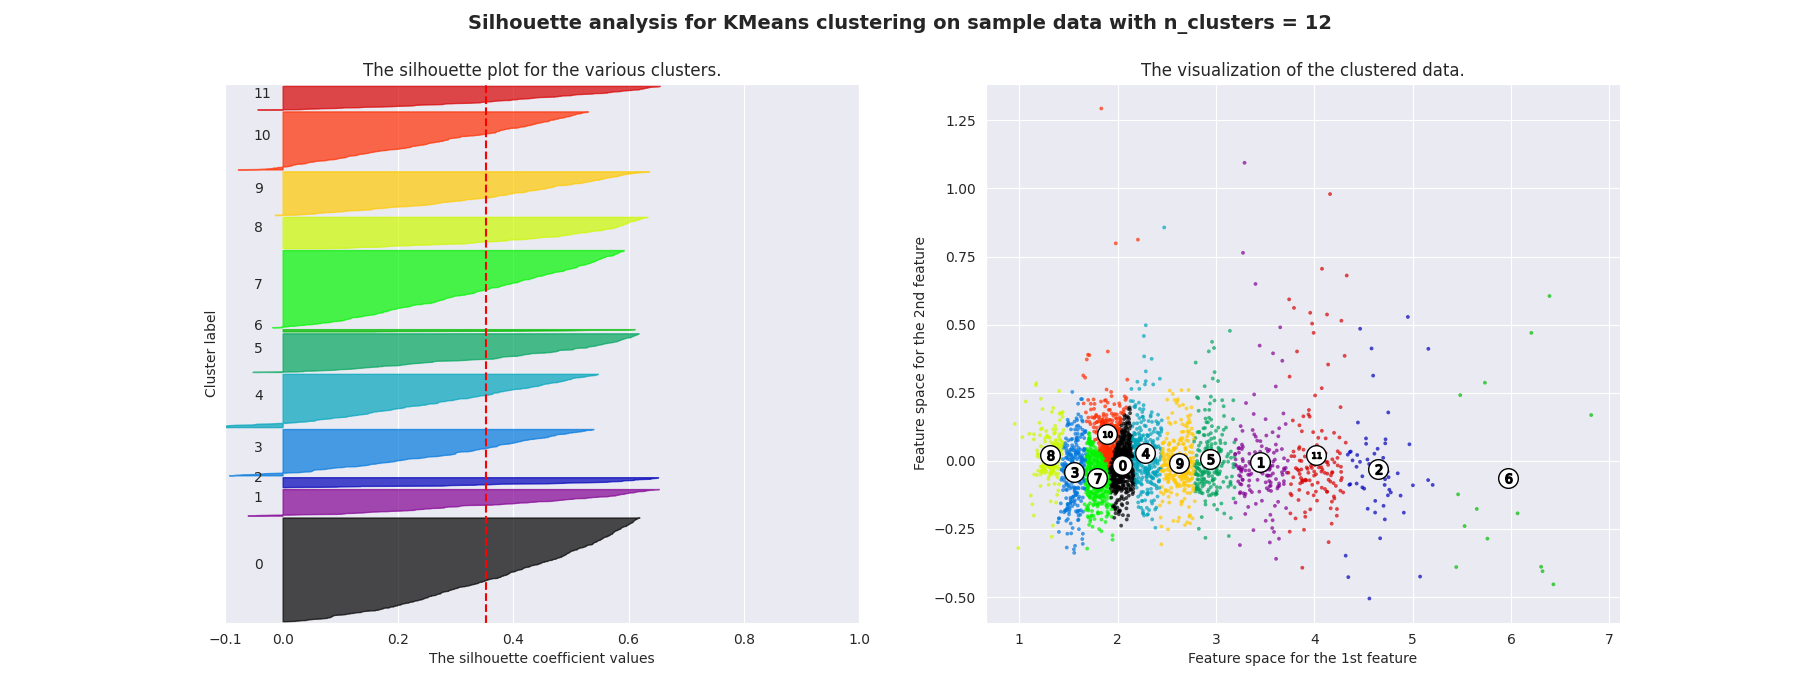 Silhouette analysis for KMeans clustering on sample data with n_clusters = 12
The silhouette plot for the various clusters.
11
10
9
8
7
6
5
4
3
2
1
0
Cluster label
−0.1 0.0 0.2 0.4 0.6 0.8 1.0
The silhouette coefficient values
The visualization of the clustered data.
1.25
1.00
0.75
0.50
0.25
0.00
−0.25
−0.50
Feature space for the 2nd feature
8 3 7 10 0 4 9 5 1 11 2 6
1 2 3 4 5 6 7
Feature space for the 1st feature